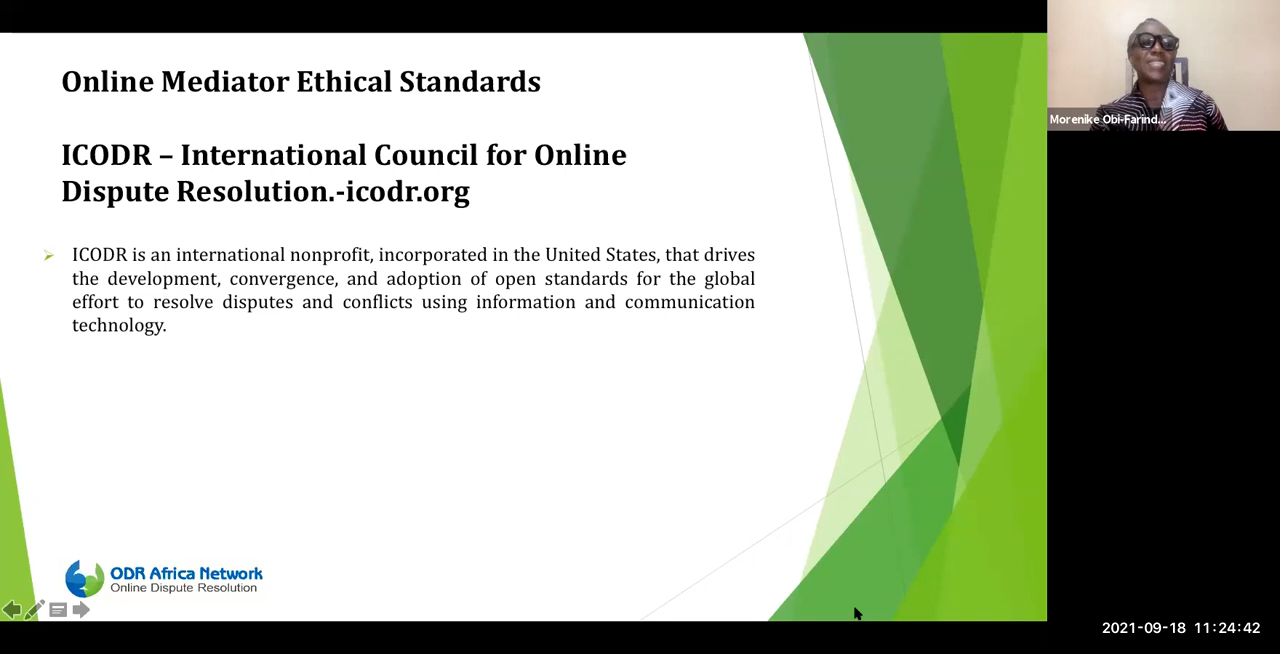 Online Mediator Ethical Standards
ICODR – International Council for Online
Dispute Resolution.-icodr.org
ICODR is an international nonprofit, incorporated in the United States, that drives
the development, convergence, and adoption of open standards for the global
effort to resolve disputes and conflicts using information and communication
technology.
ODR Africa Network
Online Dispute Resolution
Morenike Obi-Farind...
2021-09-18 11:24:42